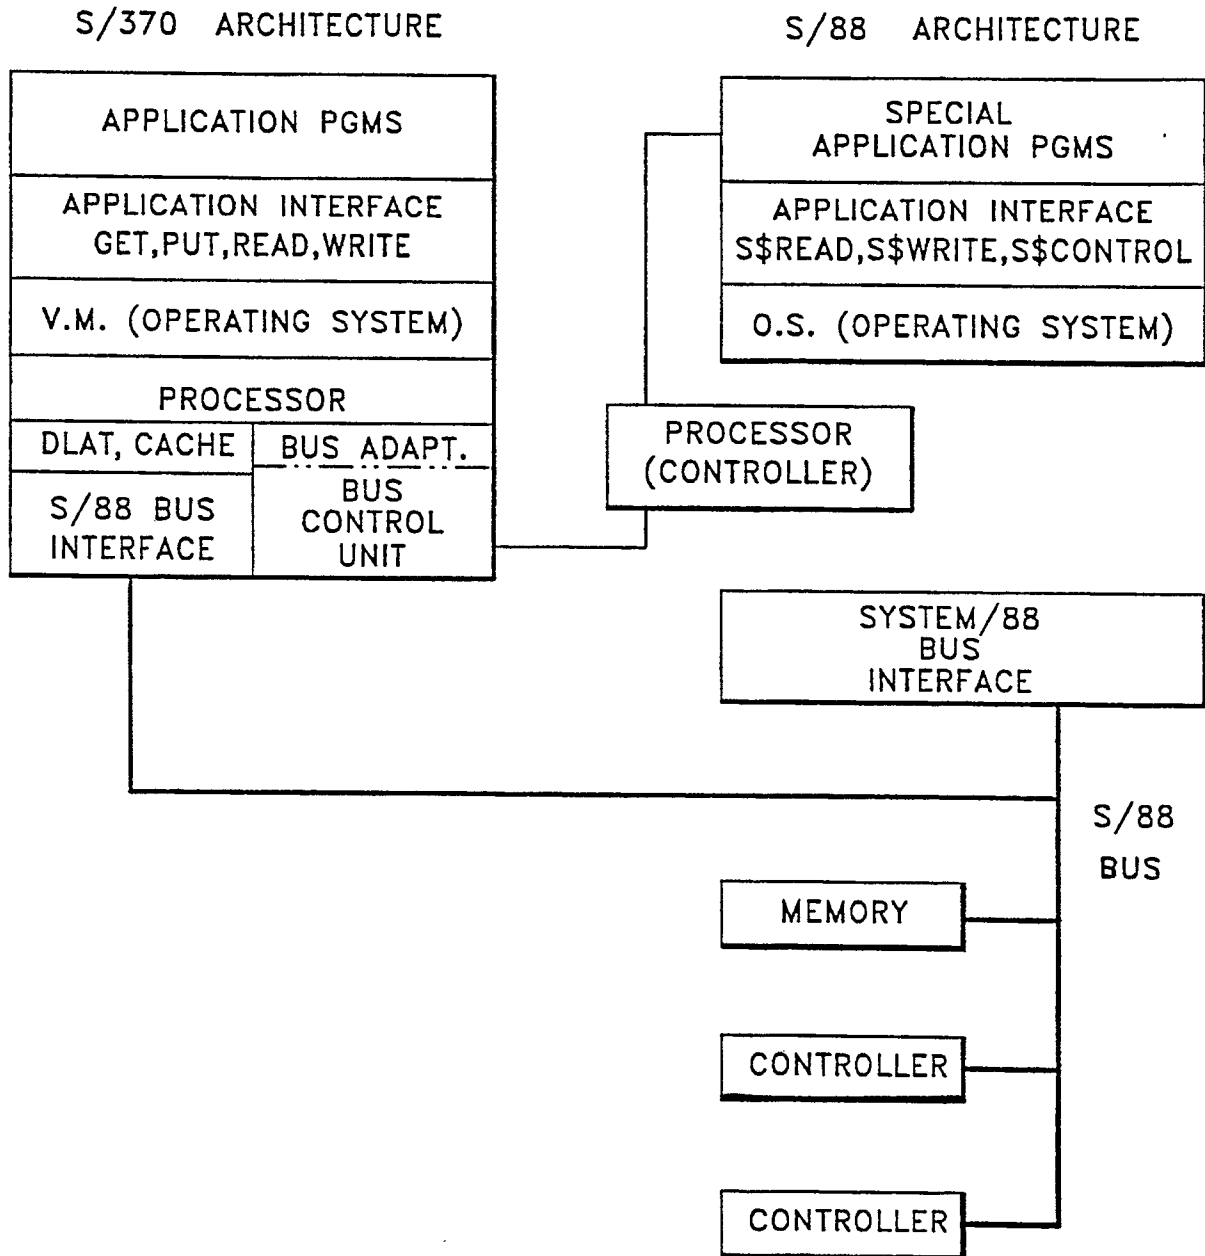 S/370 ARCHITECTURE
APPLICATION PGMS
APPLICATION INTERFACE
GET,PUT,READ,WRITE
V.M. (OPERATING SYSTEM)
PROCESSOR
DLAT, CACHE
BUS ADAPT.
S/88 BUS
INTERFACE
BUS
CONTROL
UNIT
S/88 ARCHITECTURE
SPECIAL
APPLICATION PGMS
APPLICATION INTERFACE
S$READ,S$WRITE,S$CONTROL
O.S. (OPERATING SYSTEM)
PROCESSOR
(CONTROLLER)
SYSTEM/88
BUS
INTERFACE
S/88
BUS
MEMORY
CONTROLLER
CONTROLLER